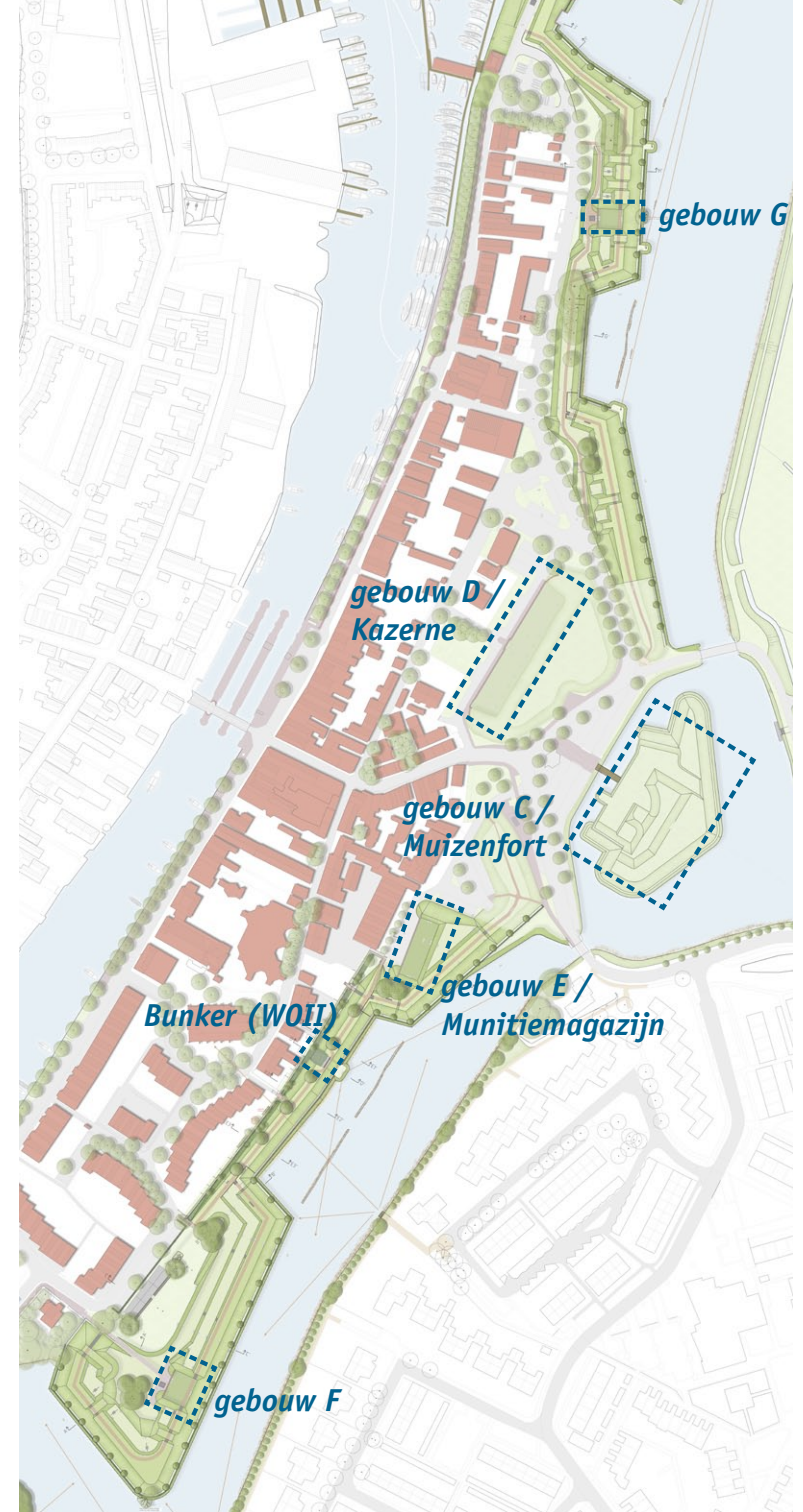 gebouw G
gebouw D /
Kazerne
gebouw C /
Muizenfort
gebouw E /
Munitiemagazijn
Bunker (WOII)
gebouw F